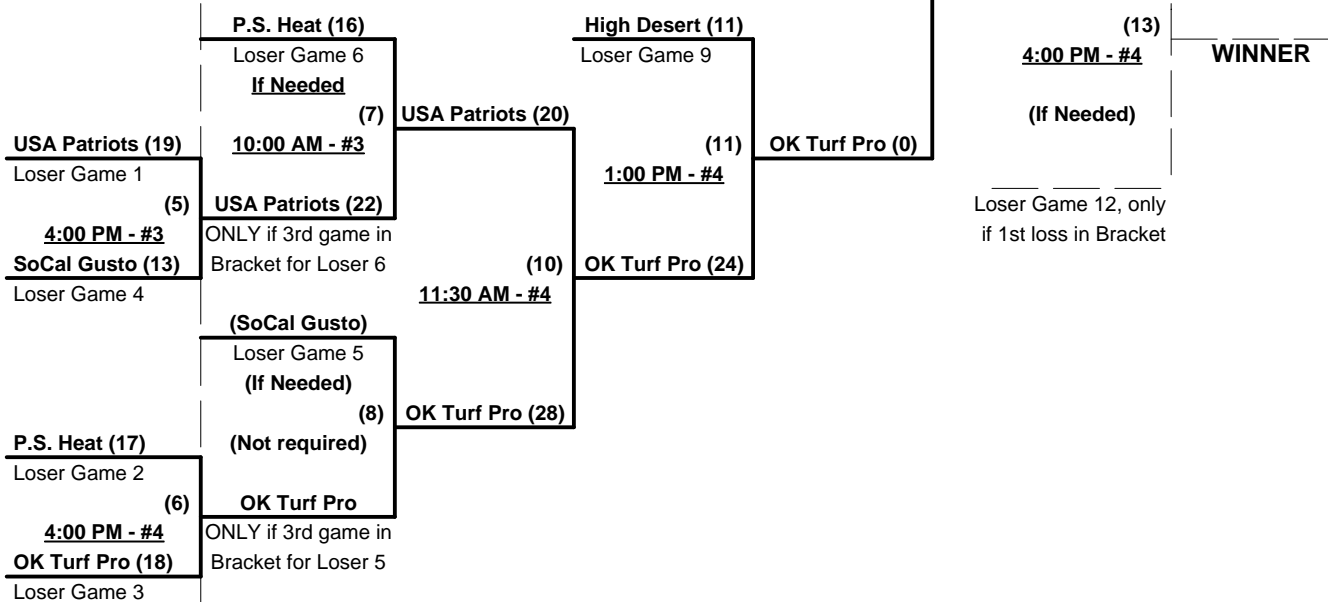 P.S. Heat (16)
Loser Game 6
If Needed
(7)
10:00 AM - #3
USA Patriots (19)
Loser Game 1
(5)
4:00 PM - #3
SoCal Gusto (13)
Loser Game 4
USA Patriots (22)
ONLY if 3rd game in
Bracket for Loser 6
(SoCal Gusto)
Loser Game 5
(If Needed)
(8)
(Not required)
P.S. Heat (17)
Loser Game 2
(6)
4:00 PM - #4
OK Turf Pro (18)
Loser Game 3
OK Turf Pro
ONLY if 3rd game in
Bracket for Loser 5
USA Patriots (20)
(10)
11:30 AM - #4
OK Turf Pro (28)
High Desert (11)
Loser Game 9
(11)
1:00 PM - #4
OK Turf Pro (24)
OK Turf Pro (0)
(13)
4:00 PM - #4
(If Needed)
Loser Game 12, only
if 1st loss in Bracket
WINNER